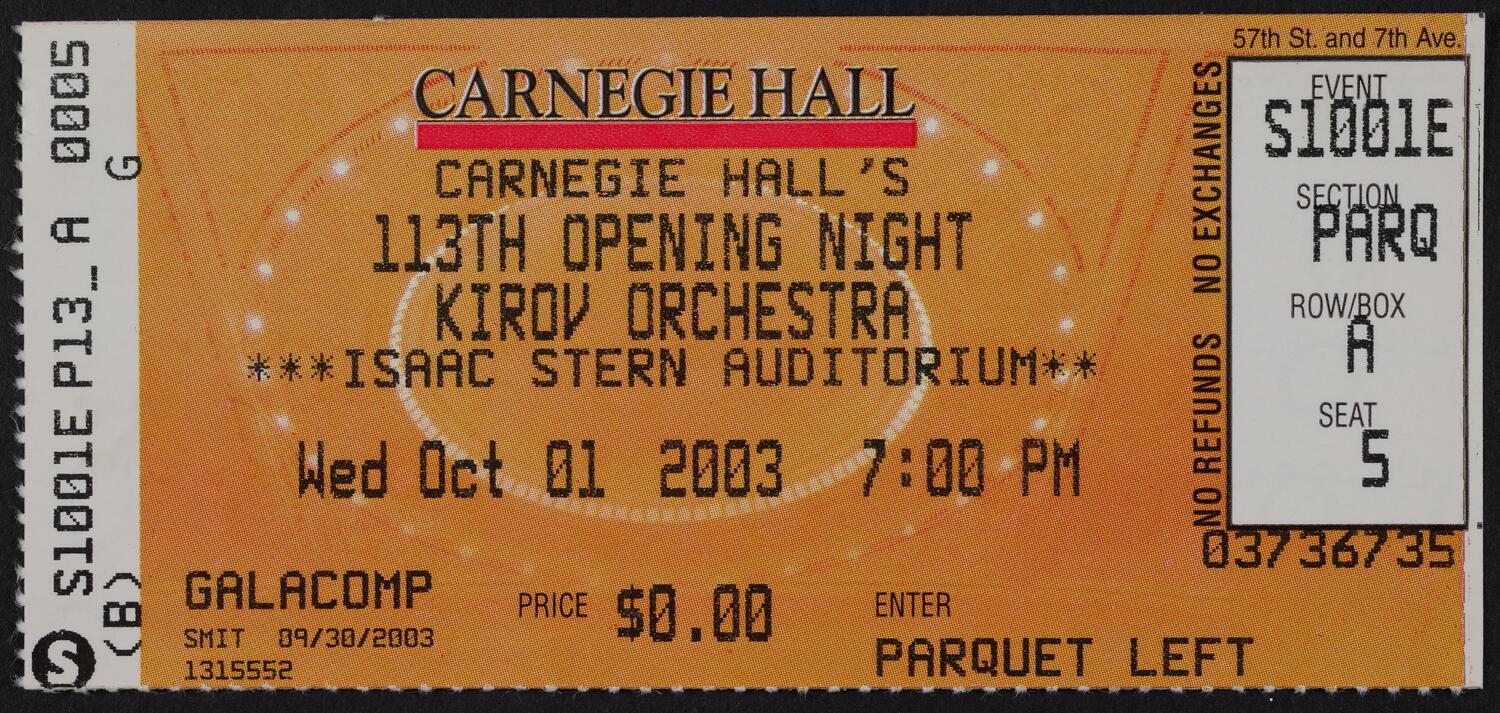 S1001E P13_ A 0005
(B) G
S
CARNEGIE HALL
CARNEGIE HALL'S
113TH OPENING NIGHT
KIROV ORCHESTRA
***ISAAC STERN AUDITORIUM**
Wed Oct 01 2003 7:00 PM
GALACOMP
SMIT 09/30/2003
1315552
PRICE $0.00
ENTER
PARQUET LEFT
NO REFUNDS NO EXCHANGES
57th St. and 7th Ave.
EVENT
S1001E
SECTION
PARQ
ROW/BOX
A
SEAT
5
03736735